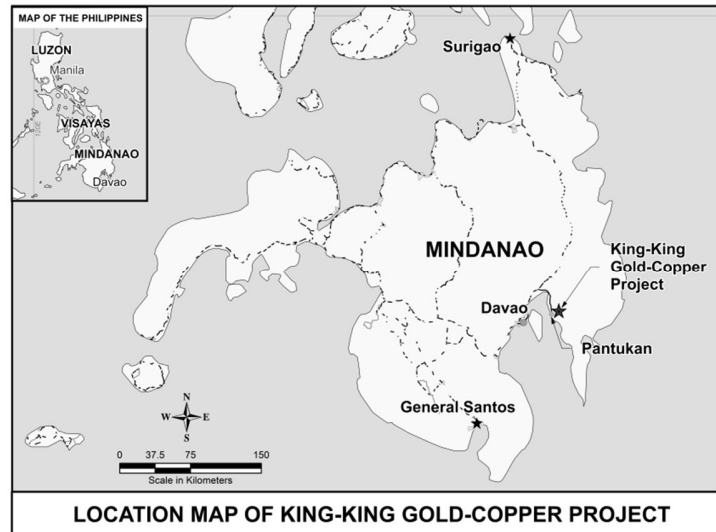 MAP OF THE PHILIPPINES
LUZON
Manila
120E
VISAYAS
MINDANAO
Davao
Surigao
MINDANAO
King-King
Gold-Copper
Project
Davao
Pantukan
General Santos
N
W E
S
0 37.5 75 150
Scale in Kilometers
LOCATION MAP OF KING-KING GOLD-COPPER PROJECT